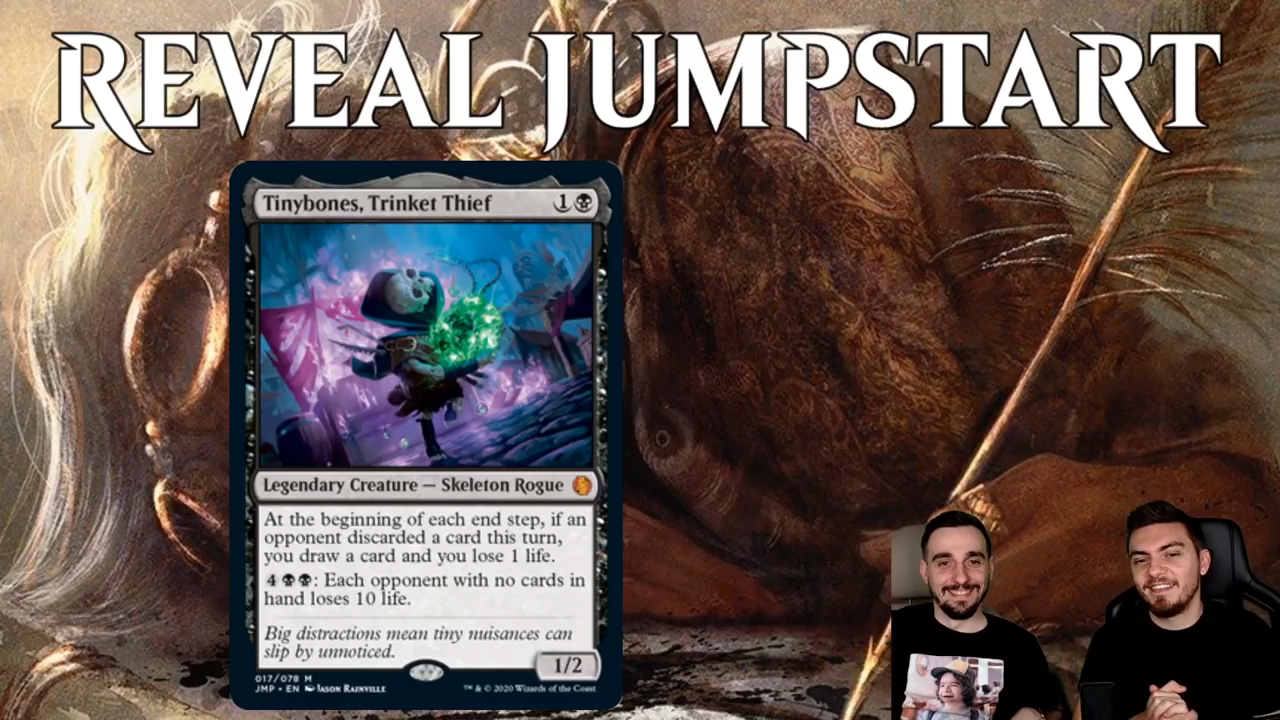 REVEAL JUMPSTART
Tinybones, Trinket Thief 1
Legendary Creature — Skeleton Rogue
At the beginning of each end step, if an
opponent discarded a card this turn,
you draw a card and you lose 1 life.
4 : Each opponent with no cards in
hand loses 10 life.
Big distractions mean tiny nuisances can
slip by unnoticed.
1/2
017/078 M
JMP • EN JASON RAINVILLE
™ & © 2020 Wizards of the Coast